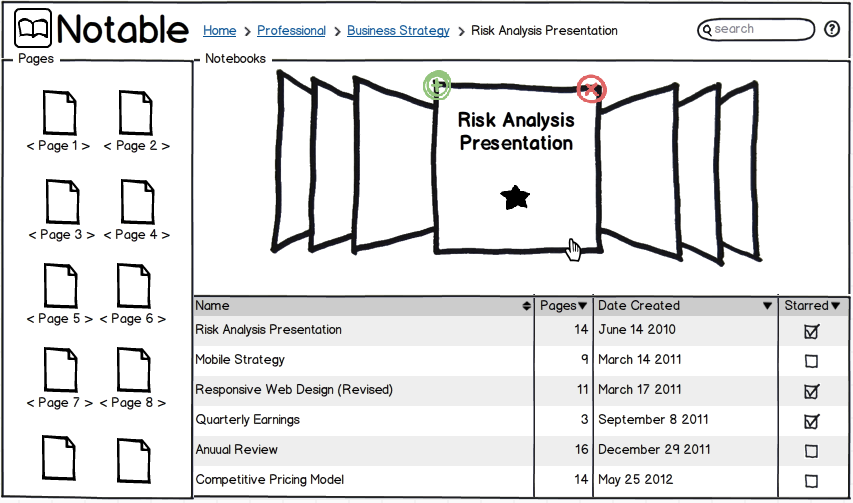 Notable
Home > Professional > Business Strategy > Risk Analysis Presentation
search
?
Pages
Notebooks
< Page 1 > < Page 2 >
< Page 3 > < Page 4 >
< Page 5 > < Page 6 >
< Page 7 > < Page 8 >
Risk Analysis
Presentation
Name Pages Date Created Starred
Risk Analysis Presentation 14 June 14 2010
Mobile Strategy 9 March 14 2011
Responsive Web Design (Revised) 11 March 17 2011
Quarterly Earnings 3 September 8 2011
Anuual Review 16 December 29 2011
Competitive Pricing Model 14 May 25 2012